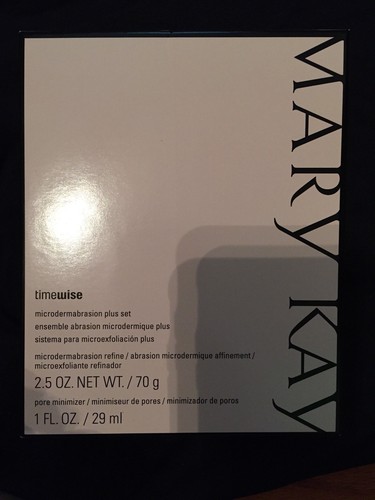 MARY KAY
timewise
microdermabrasion plus set
ensemble abrasion microdermique plus
sistema para microexfoliación plus
microdermabrasion refine / abrasion microdermique affinement /
microexfoliante refinador
2.5 OZ. NET WT. / 70 g
pore minimizer / minimiseur de pores / minimizador de poros
1 FL. OZ. / 29 ml